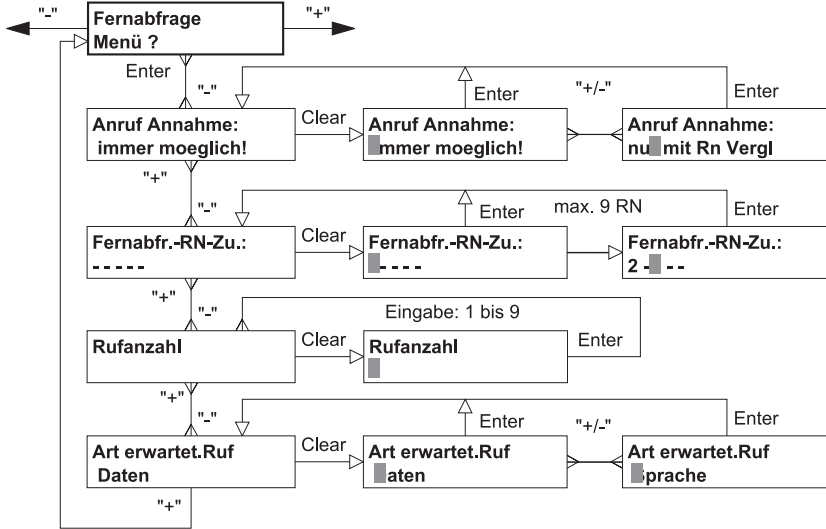 "-"
Fernabfrage
Menü ?
"+"
Enter
"-"
"+/-"
Enter
Enter
Anruf Annahme:
immer moeglich!
Clear
Anruf Annahme:
mmer moeglich!
Anruf Annahme:
nu mit Rn Vergl
"+"
"-"
max. 9 RN
Enter
Enter
Fernabfr.-RN-Zu.:
- - - - -
Clear
Fernabfr.-RN-Zu.:
- - - -
Fernabfr.-RN-Zu.:
2 - - -
"+"
"-"
Eingabe: 1 bis 9
Rufanzahl
Clear
Rufanzahl
Enter
"+"
"-"
"+/-"
Enter
Enter
Art erwartet.Ruf
Daten
Clear
Art erwartet.Ruf
aten
Art erwartet.Ruf
prache
"+"